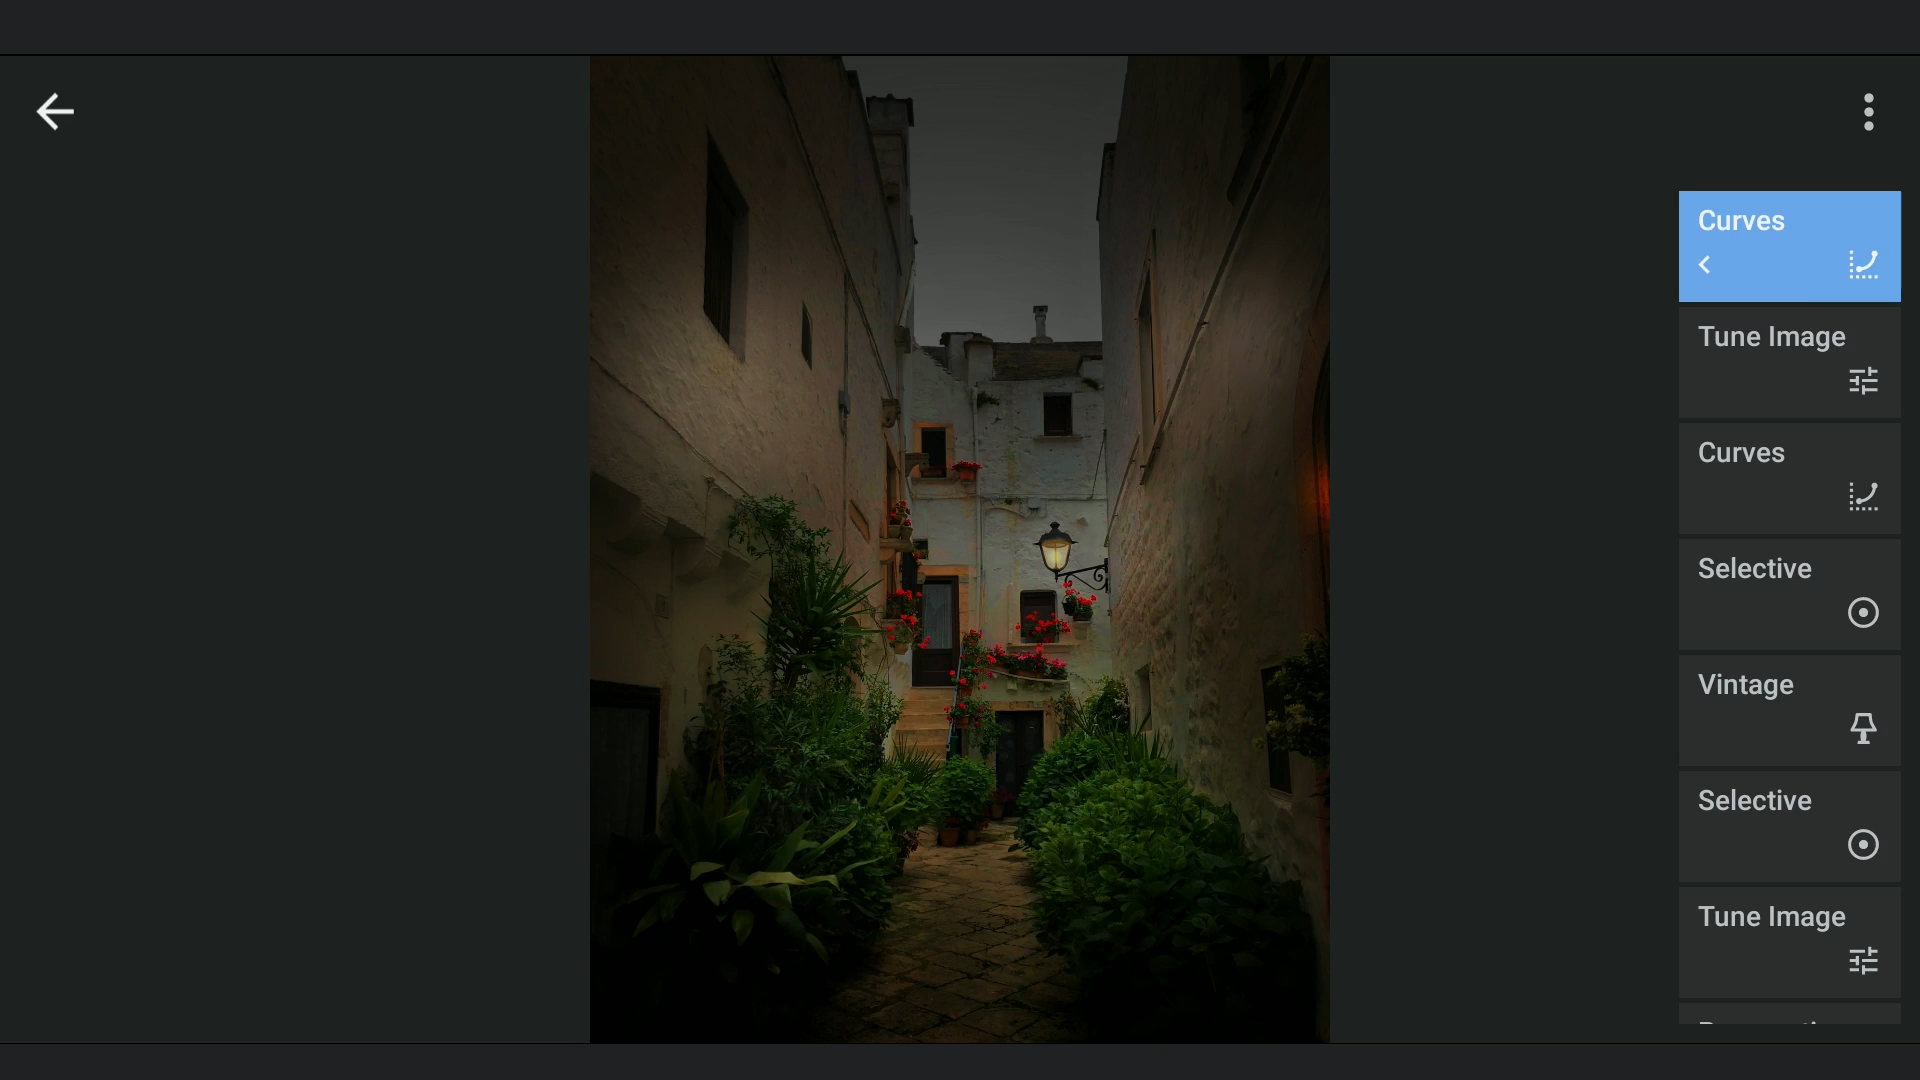 Curves
Tune Image
Curves
Selective
Vintage
Selective
Tune Image